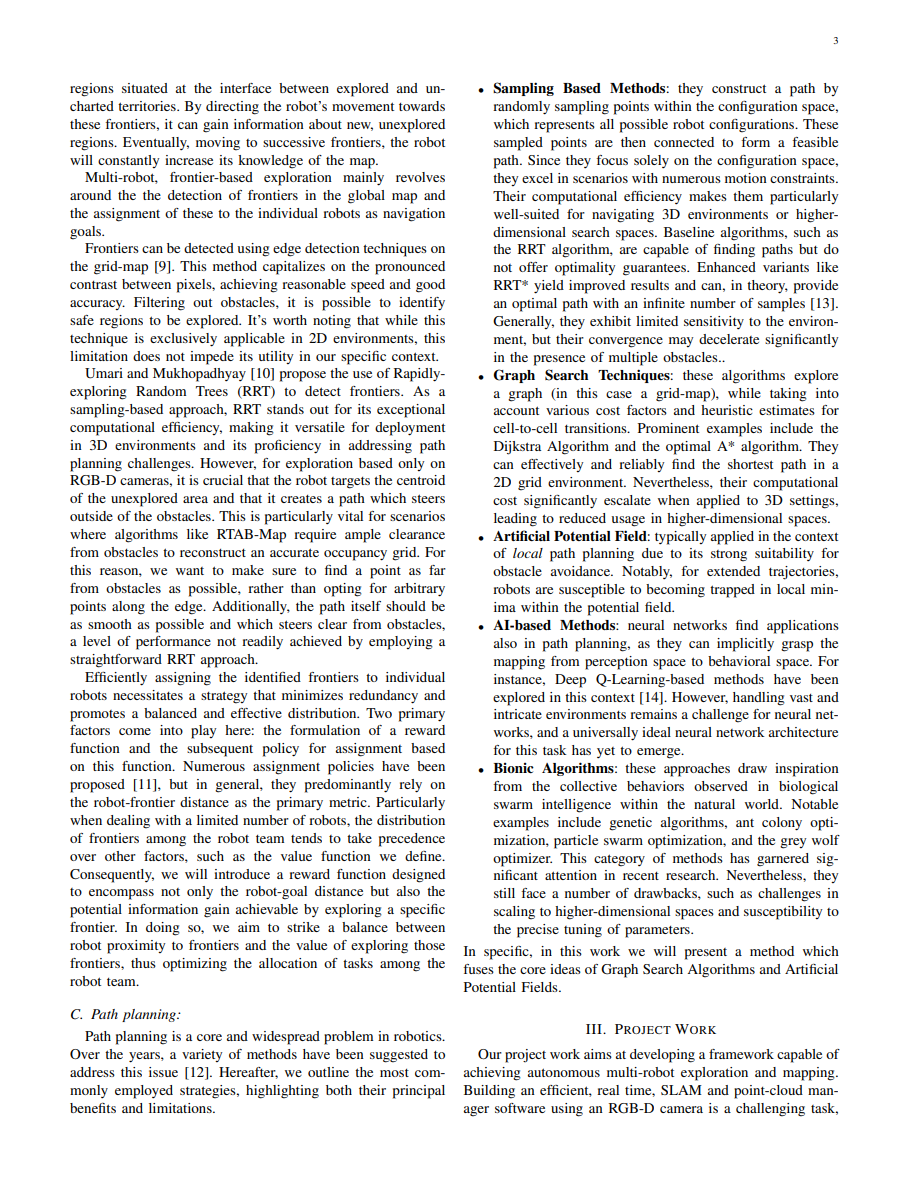 3
regions situated at the interface between explored and un-
charted territories. By directing the robot's movement towards
these frontiers, it can gain information about new, unexplored
regions. Eventually, moving to successive frontiers, the robot
will constantly increase its knowledge of the map.
Multi-robot, frontier-based exploration mainly revolves
around the the detection of frontiers in the global map and
the assignment of these to the individual robots as navigation
goals.
Frontiers can be detected using edge detection techniques on
the grid-map [9]. This method capitalizes on the pronounced
contrast between pixels, achieving reasonable speed and good
accuracy. Filtering out obstacles, it is possible to identify
safe regions to be explored. It's worth noting that while this
technique is exclusively applicable in 2D environments, this
limitation does not impede its utility in our specific context.
Umari and Mukhopadhyay [10] propose the use of Rapidly-
exploring Random Trees (RRT) to detect frontiers. As a
sampling-based approach, RRT stands out for its exceptional
computational efficiency, making it versatile for deployment
in 3D environments and its proficiency in addressing path
planning challenges. However, for exploration based only on
RGB-D cameras, it is crucial that the robot targets the centroid
of the unexplored area and that it creates a path which steers
outside of the obstacles. This is particularly vital for scenarios
where algorithms like RTAB-Map require ample clearance
from obstacles to reconstruct an accurate occupancy grid. For
this reason, we want to make sure to find a point as far
from obstacles as possible, rather than opting for arbitrary
points along the edge. Additionally, the path itself should be
as smooth as possible and which steers clear from obstacles,
a level of performance not readily achieved by employing a
straightforward RRT approach.
Efficiently assigning the identified frontiers to individual
robots necessitates a strategy that minimizes redundancy and
promotes a balanced and effective distribution. Two primary
factors come into play here: the formulation of a reward
function and the subsequent policy for assignment based
on this function. Numerous assignment policies have been
proposed [11], but in general, they predominantly rely on
the robot-frontier distance as the primary metric. Particularly
when dealing with a limited number of robots, the distribution
of frontiers among the robot team tends to take precedence
over other factors, such as the value function we define.
Consequently, we will introduce a reward function designed
to encompass not only the robot-goal distance but also the
potential information gain achievable by exploring a specific
frontier. In doing so, we aim to strike a balance between
robot proximity to frontiers and the value of exploring those
frontiers, thus optimizing the allocation of tasks among the
robot team.
C. Path planning:
Path planning is a core and widespread problem in robotics.
Over the years, a variety of methods have been suggested to
address this issue [12]. Hereafter, we outline the most com-
monly employed strategies, highlighting both their principal
benefits and limitations.
• Sampling Based Methods: they construct a path by
randomly sampling points within the configuration space,
which represents all possible robot configurations. These
sampled points are then connected to form a feasible
path. Since they focus solely on the configuration space,
they excel in scenarios with numerous motion constraints.
Their computational efficiency makes them particularly
well-suited for navigating 3D environments or higher-
dimensional search spaces. Baseline algorithms, such as
the RRT algorithm, are capable of finding paths but do
not offer optimality guarantees. Enhanced variants like
RRT* yield improved results and can, in theory, provide
an optimal path with an infinite number of samples [13].
Generally, they exhibit limited sensitivity to the environ-
ment, but their convergence may decelerate significantly
in the presence of multiple obstacles..
• Graph Search Techniques: these algorithms explore
a graph (in this case a grid-map), while taking into
account various cost factors and heuristic estimates for
cell-to-cell transitions. Prominent examples include the
Dijkstra Algorithm and the optimal A* algorithm. They
can effectively and reliably find the shortest path in a
2D grid environment. Nevertheless, their computational
cost significantly escalate when applied to 3D settings,
leading to reduced usage in higher-dimensional spaces.
• Artificial Potential Field: typically applied in the context
of local path planning due to its strong suitability for
obstacle avoidance. Notably, for extended trajectories,
robots are susceptible to becoming trapped in local min-
ima within the potential field.
• AI-based Methods: neural networks find applications
also in path planning, as they can implicitly grasp the
mapping from perception space to behavioral space. For
instance, Deep Q-Learning-based methods have been
explored in this context [14]. However, handling vast and
intricate environments remains a challenge for neural net-
works, and a universally ideal neural network architecture
for this task has yet to emerge.
• Bionic Algorithms: these approaches draw inspiration
from the collective behaviors observed in biological
swarm intelligence within the natural world. Notable
examples include genetic algorithms, ant colony opti-
mization, particle swarm optimization, and the grey wolf
optimizer. This category of methods has garnered sig-
nificant attention in recent research. Nevertheless, they
still face a number of drawbacks, such as challenges in
scaling to higher-dimensional spaces and susceptibility to
the precise tuning of parameters.
In specific, in this work we will present a method which
fuses the core ideas of Graph Search Algorithms and Artificial
Potential Fields.
III. PROJECT WORK
Our project work aims at developing a framework capable of
achieving autonomous multi-robot exploration and mapping.
Building an efficient, real time, SLAM and point-cloud man-
ager software using an RGB-D camera is a challenging task,